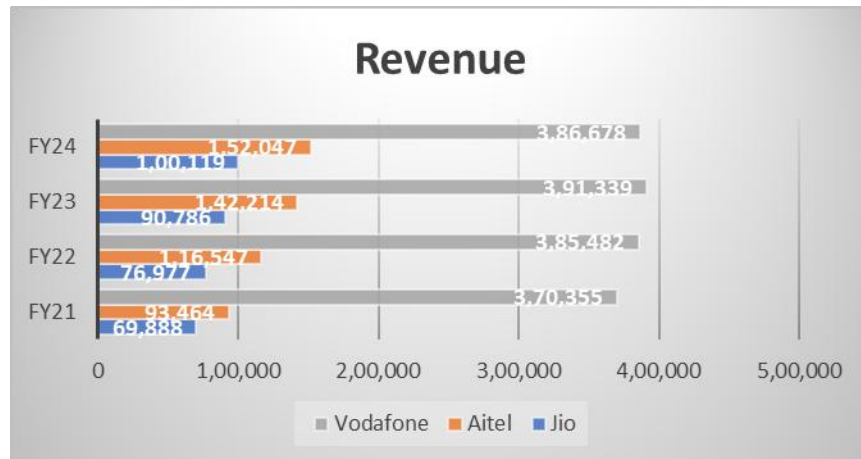 Revenue
FY24
3,86,678
1,52,047
1,00,119
FY23
3,91,339
1,42,214
90,786
FY22
3,85,482
1,16,547
76,977
FY21
3,70,355
93,464
69,888
0 1,00,000 2,00,000 3,00,000 4,00,000 5,00,000
Vodafone Aitel Jio